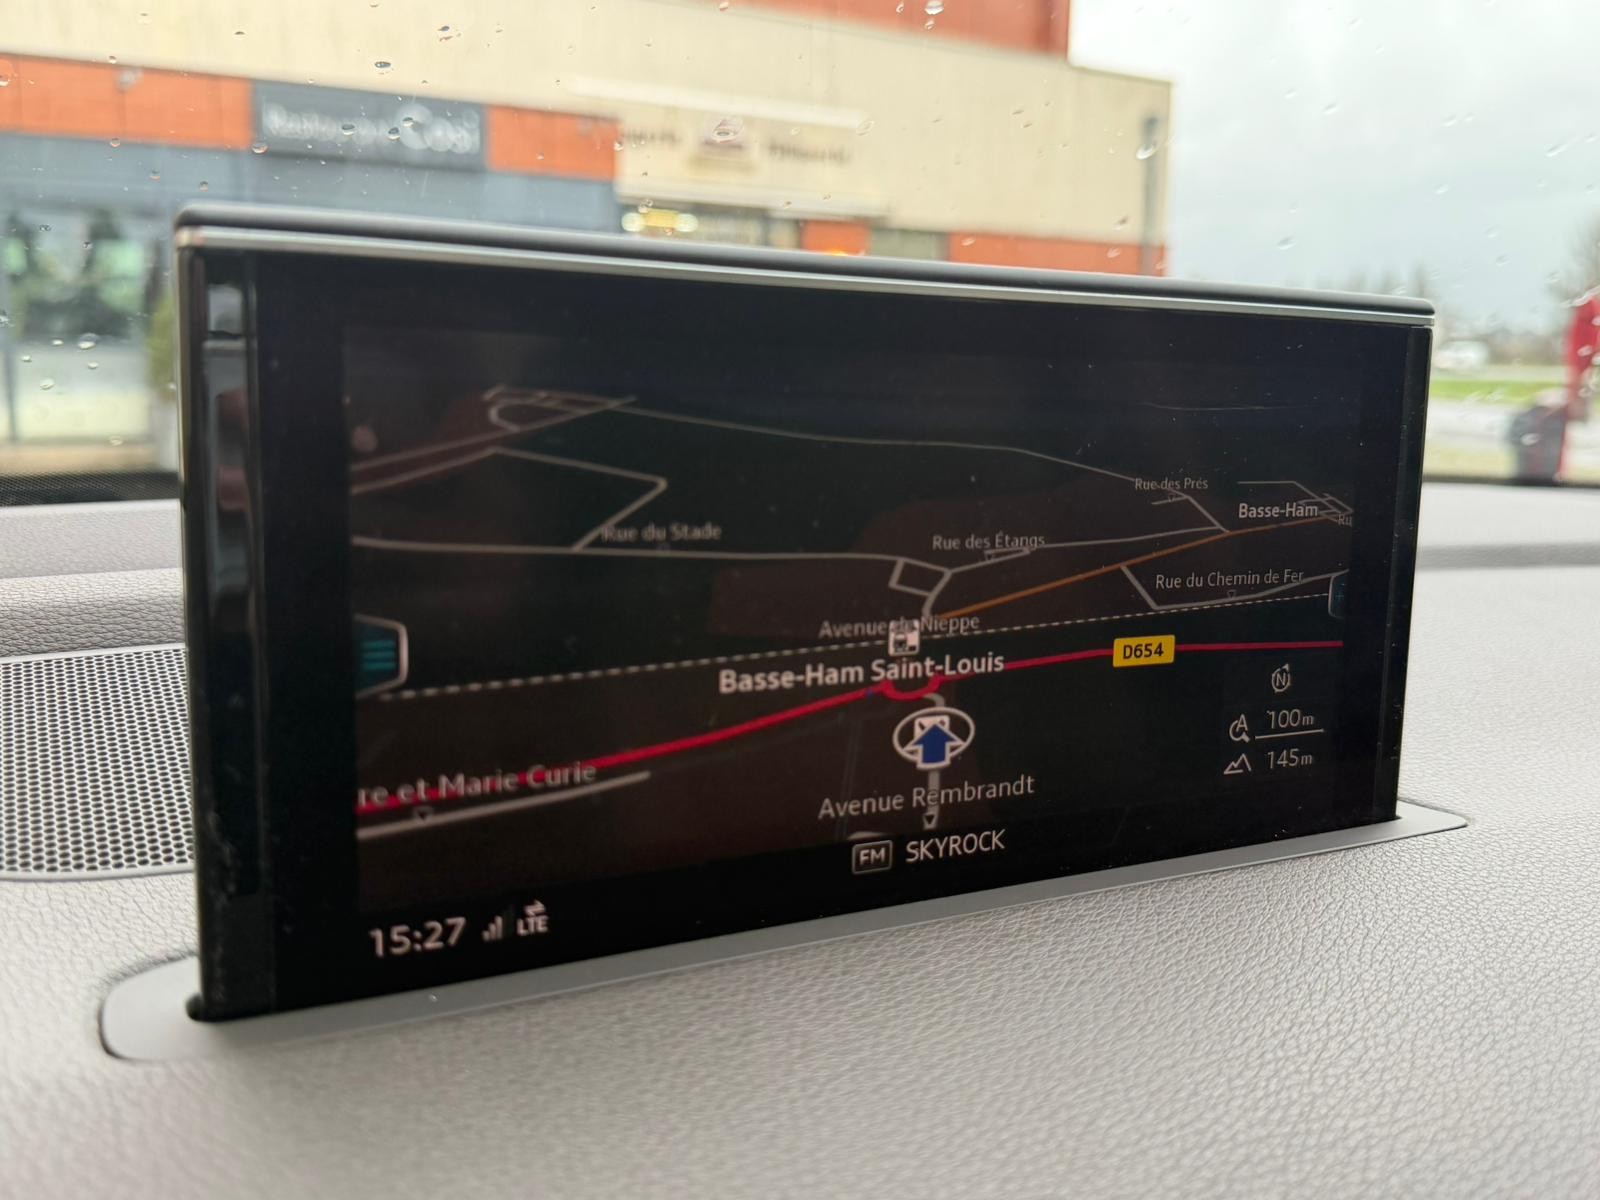 Rue des Prés
Basse-Ham
Ru
Rue du Stade
Rue des Étangs
Rue du Chemin de Fer
Avenue de Nieppe
Basse-Ham Saint-Louis
D654
N
100m
145m
re et Marie Curie
Avenue Rembrandt
FM SKYROCK
15:27 LTE